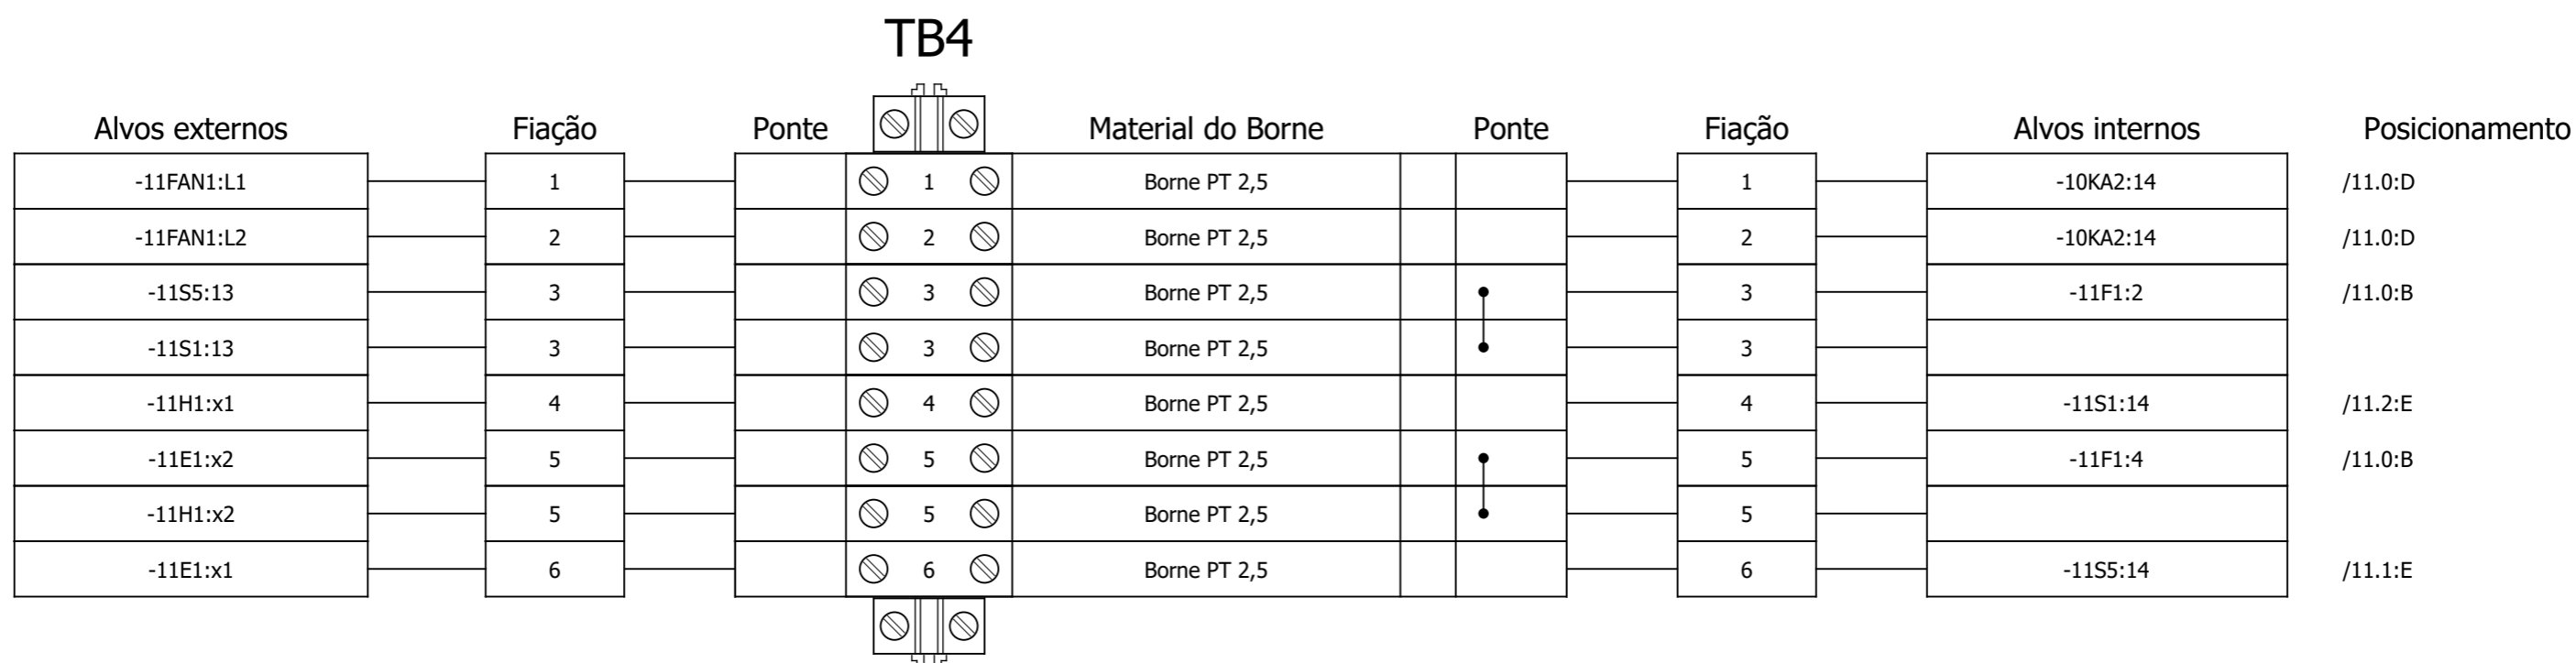 TB4
Alvos externos Fiação Ponte Material do Borne Ponte Fiação Alvos internos Posicionamento
-11FAN1:L1 1 1 Borne PT 2,5 1 -10KA2:14 /11.0:D
-11FAN1:L2 2 2 Borne PT 2,5 2 -10KA2:14 /11.0:D
-11S5:13 3 3 Borne PT 2,5 3 -11F1:2 /11.0:B
-11S1:13 3 3 Borne PT 2,5 3
-11H1:x1 4 4 Borne PT 2,5 4 -11S1:14 /11.2:E
-11E1:x2 5 5 Borne PT 2,5 5 -11F1:4 /11.0:B
-11H1:x2 5 5 Borne PT 2,5 5
-11E1:x1 6 6 Borne PT 2,5 6 -11S5:14 /11.1:E